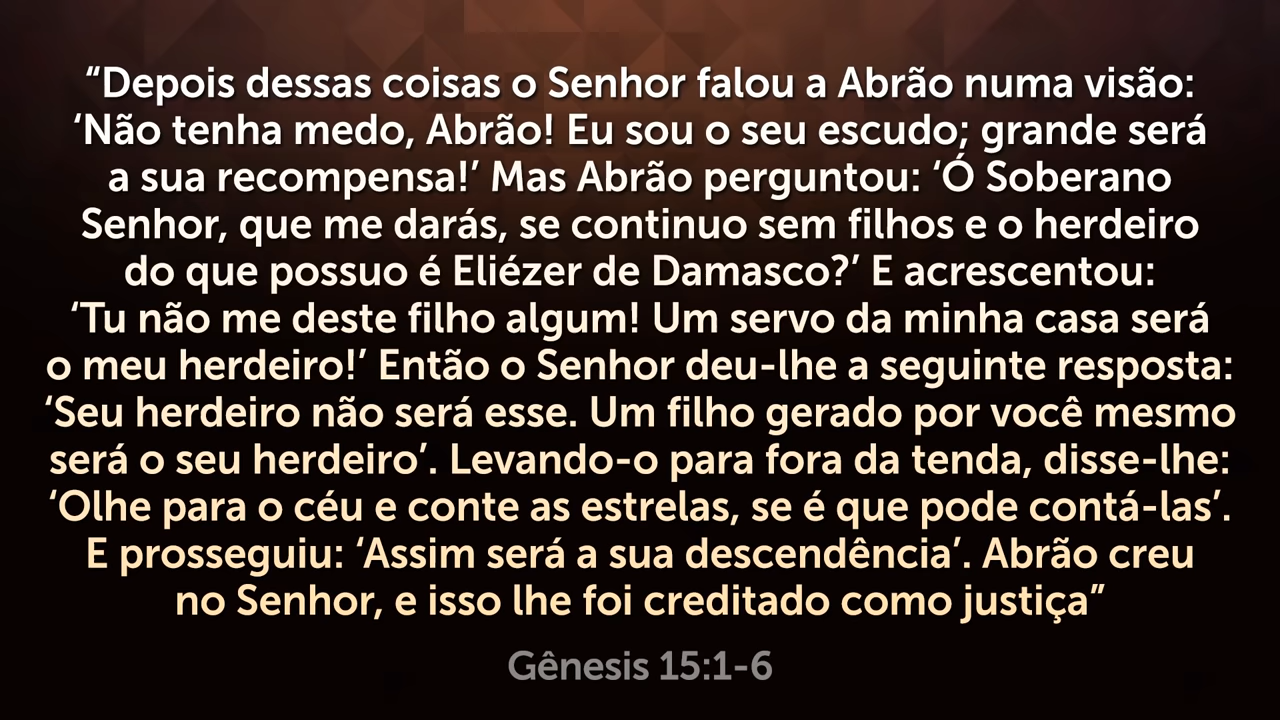 “Depois dessas coisas o Senhor falou a Abrão numa visão:
‘Não tenha medo, Abrão! Eu sou o seu escudo; grande será
a sua recompensa!’ Mas Abrão perguntou: ‘Ó Soberano
Senhor, que me darás, se continuo sem filhos e o herdeiro
do que possuo é Eliézer de Damasco?’ E acrescentou:
‘Tu não me deste filho algum! Um servo da minha casa será
o meu herdeiro!’ Então o Senhor deu-lhe a seguinte resposta:
‘Seu herdeiro não será esse. Um filho gerado por você mesmo
será o seu herdeiro’. Levando-o para fora da tenda, disse-lhe:
‘Olhe para o céu e conte as estrelas, se é que pode contá-las’.
E prosseguiu: ‘Assim será a sua descendência’. Abrão creu
no Senhor, e isso lhe foi creditado como justiça”
Gênesis 15:1-6